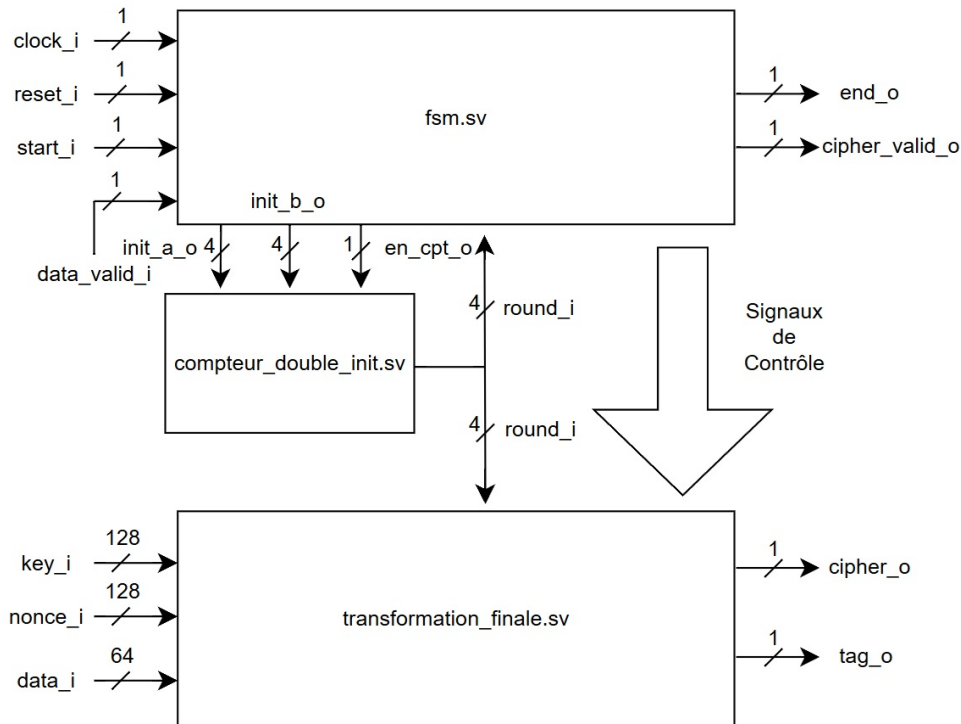 1
clock_i
1
reset_i
1
start_i
1
data_valid_i
fsm.sv
1
end_o
1
cipher_valid_o
init_b_o
init_a_o
4
4
1
en_cpt_o
compteur_double_init.sv
4
round_i
4
round_i
Signaux
de
Contrôle
128
key_i
128
nonce_i
64
data_i
transformation_finale.sv
1
cipher_o
1
tag_o